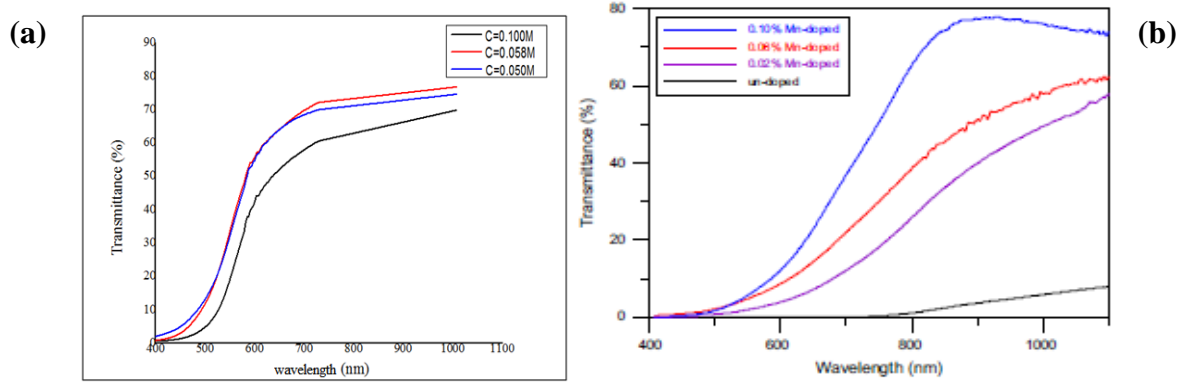 (a)
C=0.100M
C=0.058M
C=0.050M
90
80
70
60
50
40
30
20
10
0
Transmittance (%)
400 500 600 700 800 900 1000 1100
wavelength (nm)
(b)
0.10% Mn-doped
0.06% Mn-doped
0.02% Mn-doped
un-doped
80
60
40
20
0
Transmittance (%)
400 600 800 1000
Wavelength (nm)